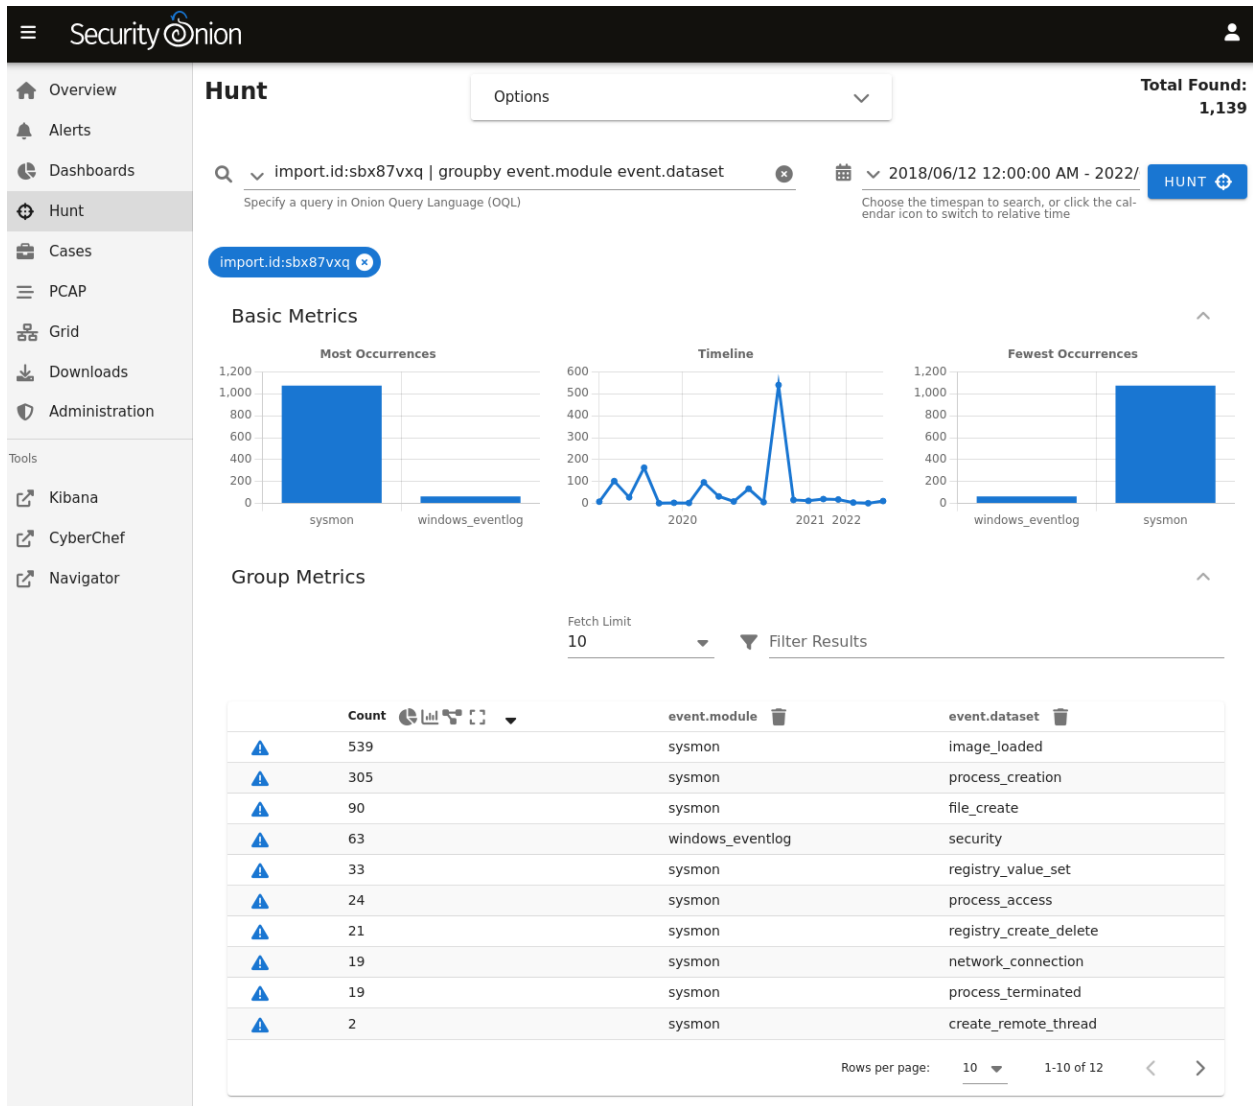 Security Onion
Overview
Alerts
Dashboards
Hunt
Cases
PCAP
Grid
Downloads
Administration
Tools
Kibana
CyberChef
Navigator
Hunt
Options
Total Found:
1,139
import.id:sbx87vxq | groupby event.module event.dataset
Specify a query in Onion Query Language (OQL)
2018/06/12 12:00:00 AM - 2022/
Choose the timespan to search, or click the cal-
endar icon to switch to relative time
HUNT
import.id:sbx87vxq
Basic Metrics
Most Occurrences
1,200
1,000
800
600
400
200
0
sysmon windows_eventlog
Timeline
600
500
400
300
200
100
0
2020 2021 2022
Fewest Occurrences
1,200
1,000
800
600
400
200
0
windows_eventlog sysmon
Group Metrics
Fetch Limit
10
Filter Results
Count event.module event.dataset
539 sysmon image_loaded
305 sysmon process_creation
90 sysmon file_create
63 windows_eventlog security
33 sysmon registry_value_set
24 sysmon process_access
21 sysmon registry_create_delete
19 sysmon network_connection
19 sysmon process_terminated
2 sysmon create_remote_thread
Rows per page: 10 1-10 of 12